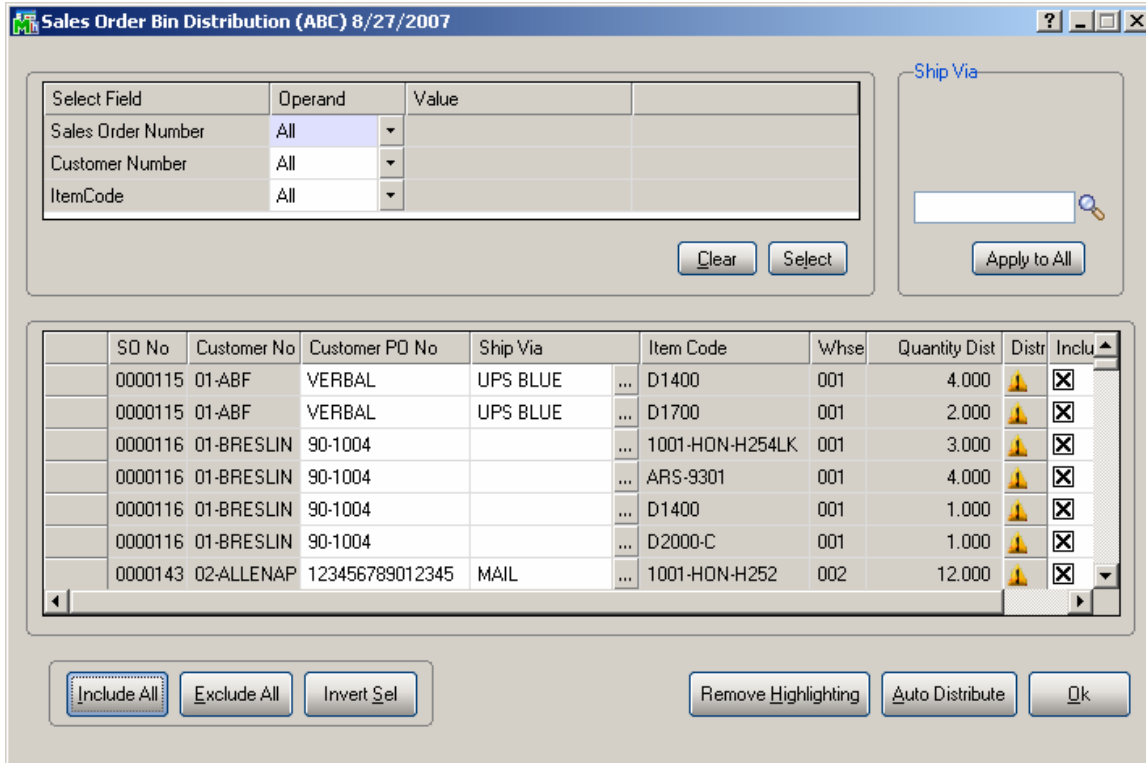 Sales Order Bin Distribution (ABC) 8/27/2007
Select Field Operand Value
Sales Order Number All
Customer Number All
ItemCode All
Clear Select
Ship Via
Apply to All
SO No Customer No Customer PO No Ship Via Item Code Whse Quantity Dist Distr Inclu
0000115 01-ABF VERBAL UPS BLUE ... D1400 001 4.000
0000115 01-ABF VERBAL UPS BLUE ... D1700 001 2.000
0000116 01-BRESLIN 90-1004 ... 1001-HON-H254LK 001 3.000
0000116 01-BRESLIN 90-1004 ... ARS-9301 001 4.000
0000116 01-BRESLIN 90-1004 ... D1400 001 1.000
0000116 01-BRESLIN 90-1004 ... D2000-C 001 1.000
0000143 02-ALLENAP 123456789012345 MAIL ... 1001-HON-H252 002 12.000
Include All Exclude All Invert Sel Remove Highlighting Auto Distribute Ok